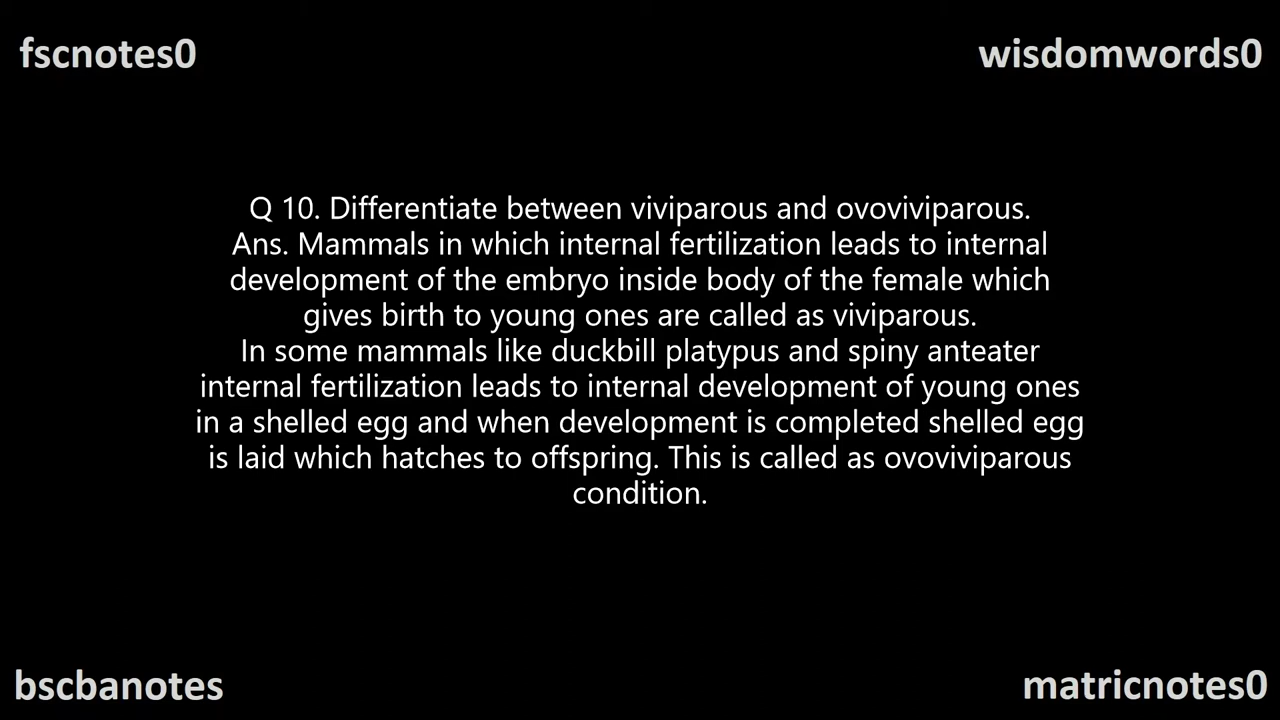 fscnotes0
wisdomwords0
Q 10. Differentiate between viviparous and ovoviviparous.
Ans. Mammals in which internal fertilization leads to internal
development of the embryo inside body of the female which
gives birth to young ones are called as viviparous.
In some mammals like duckbill platypus and spiny anteater
internal fertilization leads to internal development of young ones
in a shelled egg and when development is completed shelled egg
is laid which hatches to offspring. This is called as ovoviviparous
condition.
bscbanotes
matricnotes0